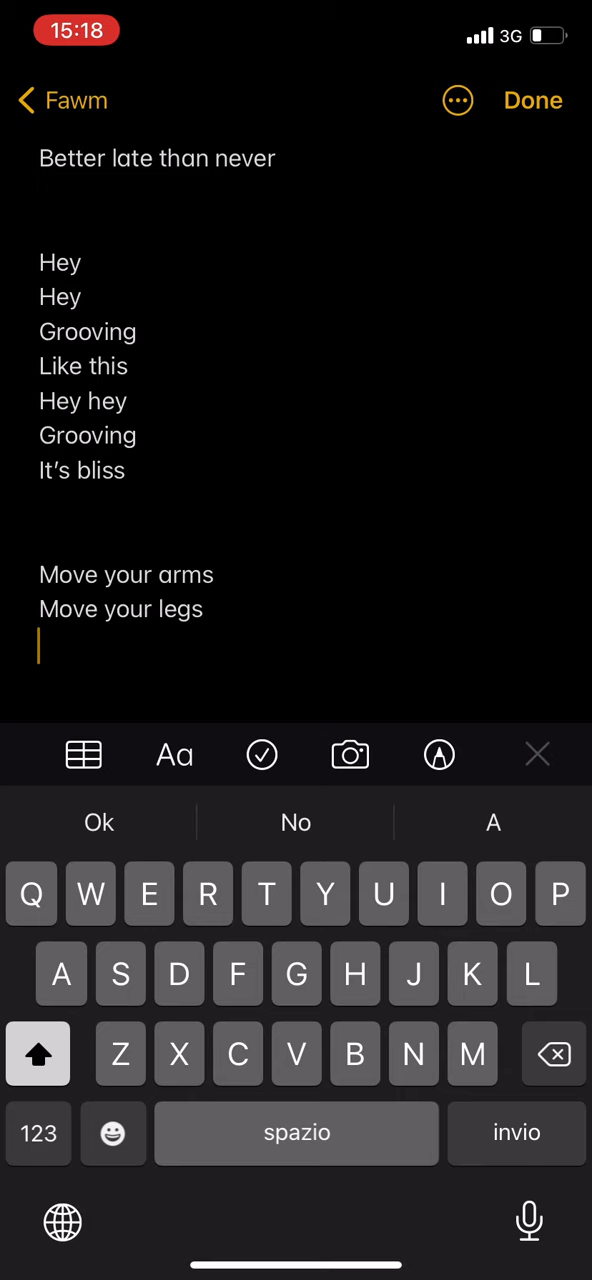 15:18
3G
Fawm
Done
Better late than never
Hey
Hey
Grooving
Like this
Hey hey
Grooving
It's bliss
Move your arms
Move your legs
Aa
Ok No A
Q W E R T Y U I O P
A S D F G H J K L
Z X C V B N M
123 spazio invio